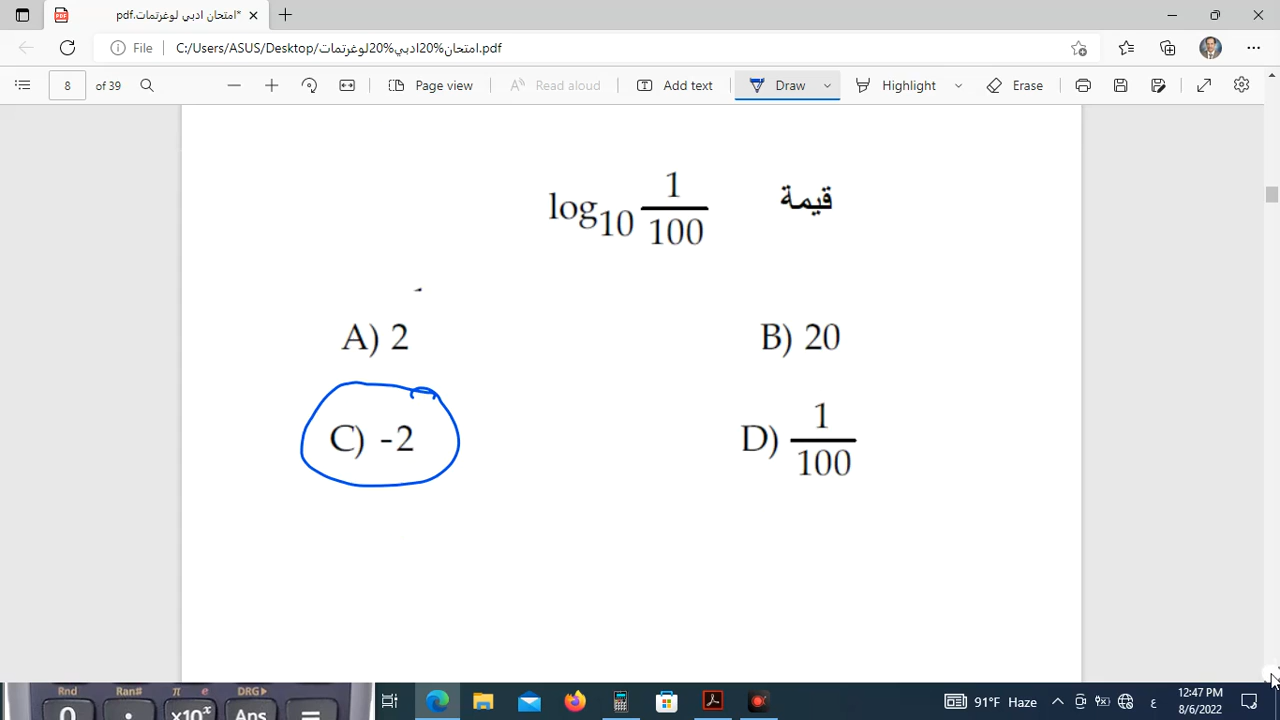 امتحان ادبي لوغرتمات.pdf*
File
C:/Users/ASUS/Desktop/امتحان%20ادبي%20لوغرتمات.pdf
8 of 39
Page view
Read aloud
Add text
Draw
Highlight
Erase
قيمة log10 1/100
A) 2
B) 20
C) -2
D) 1/100
Rnd Ran# π e DRG▸
0 . ×10ˣ Ans =
91°F Haze
ع
12:47 PM
8/6/2022